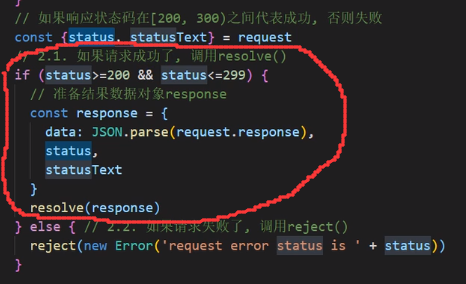 }
// 如果响应状态码在[200, 300)之间代表成功, 否则失败
const {status, statusText} = request
// 2.1. 如果请求成功了, 调用resolve()
if (status>=200 && status<=299) {
// 准备结果数据对象response
const response = {
data: JSON.parse(request.response),
status,
statusText
}
resolve(response)
} else { // 2.2. 如果请求失败了, 调用reject()
reject(new Error('request error status is ' + status))
}